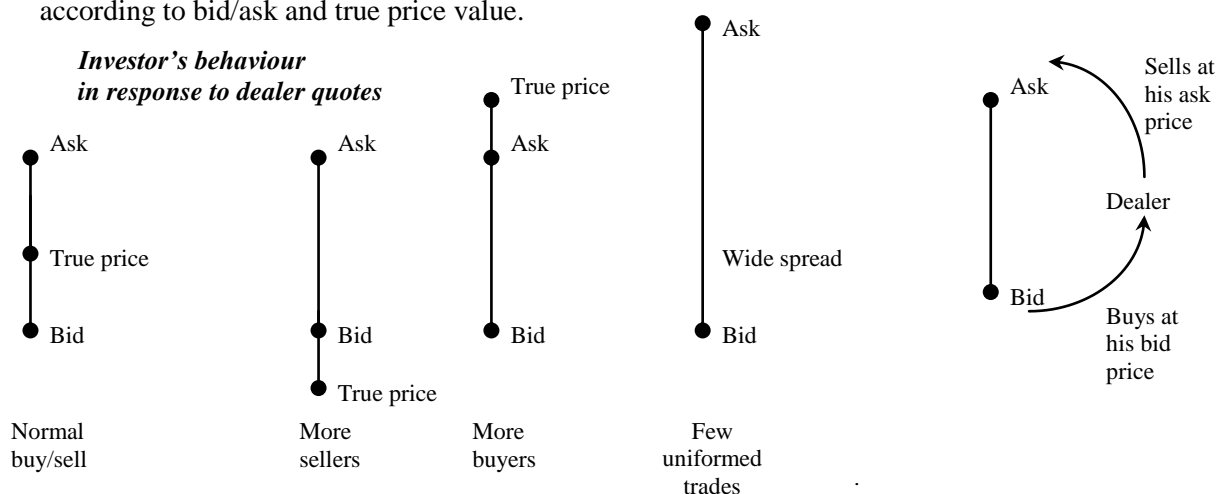 according to bid/ask and true price value.
Investor’s behaviour
in response to dealer quotes
Ask
True price
Bid
Normal
buy/sell
Ask
Bid
True price
More
sellers
True price
Ask
Bid
More
buyers
Ask
Wide spread
Bid
Few
uniformed
trades
.
Ask
Bid
Sells at
his ask
price
Dealer
Buys at
his bid
price